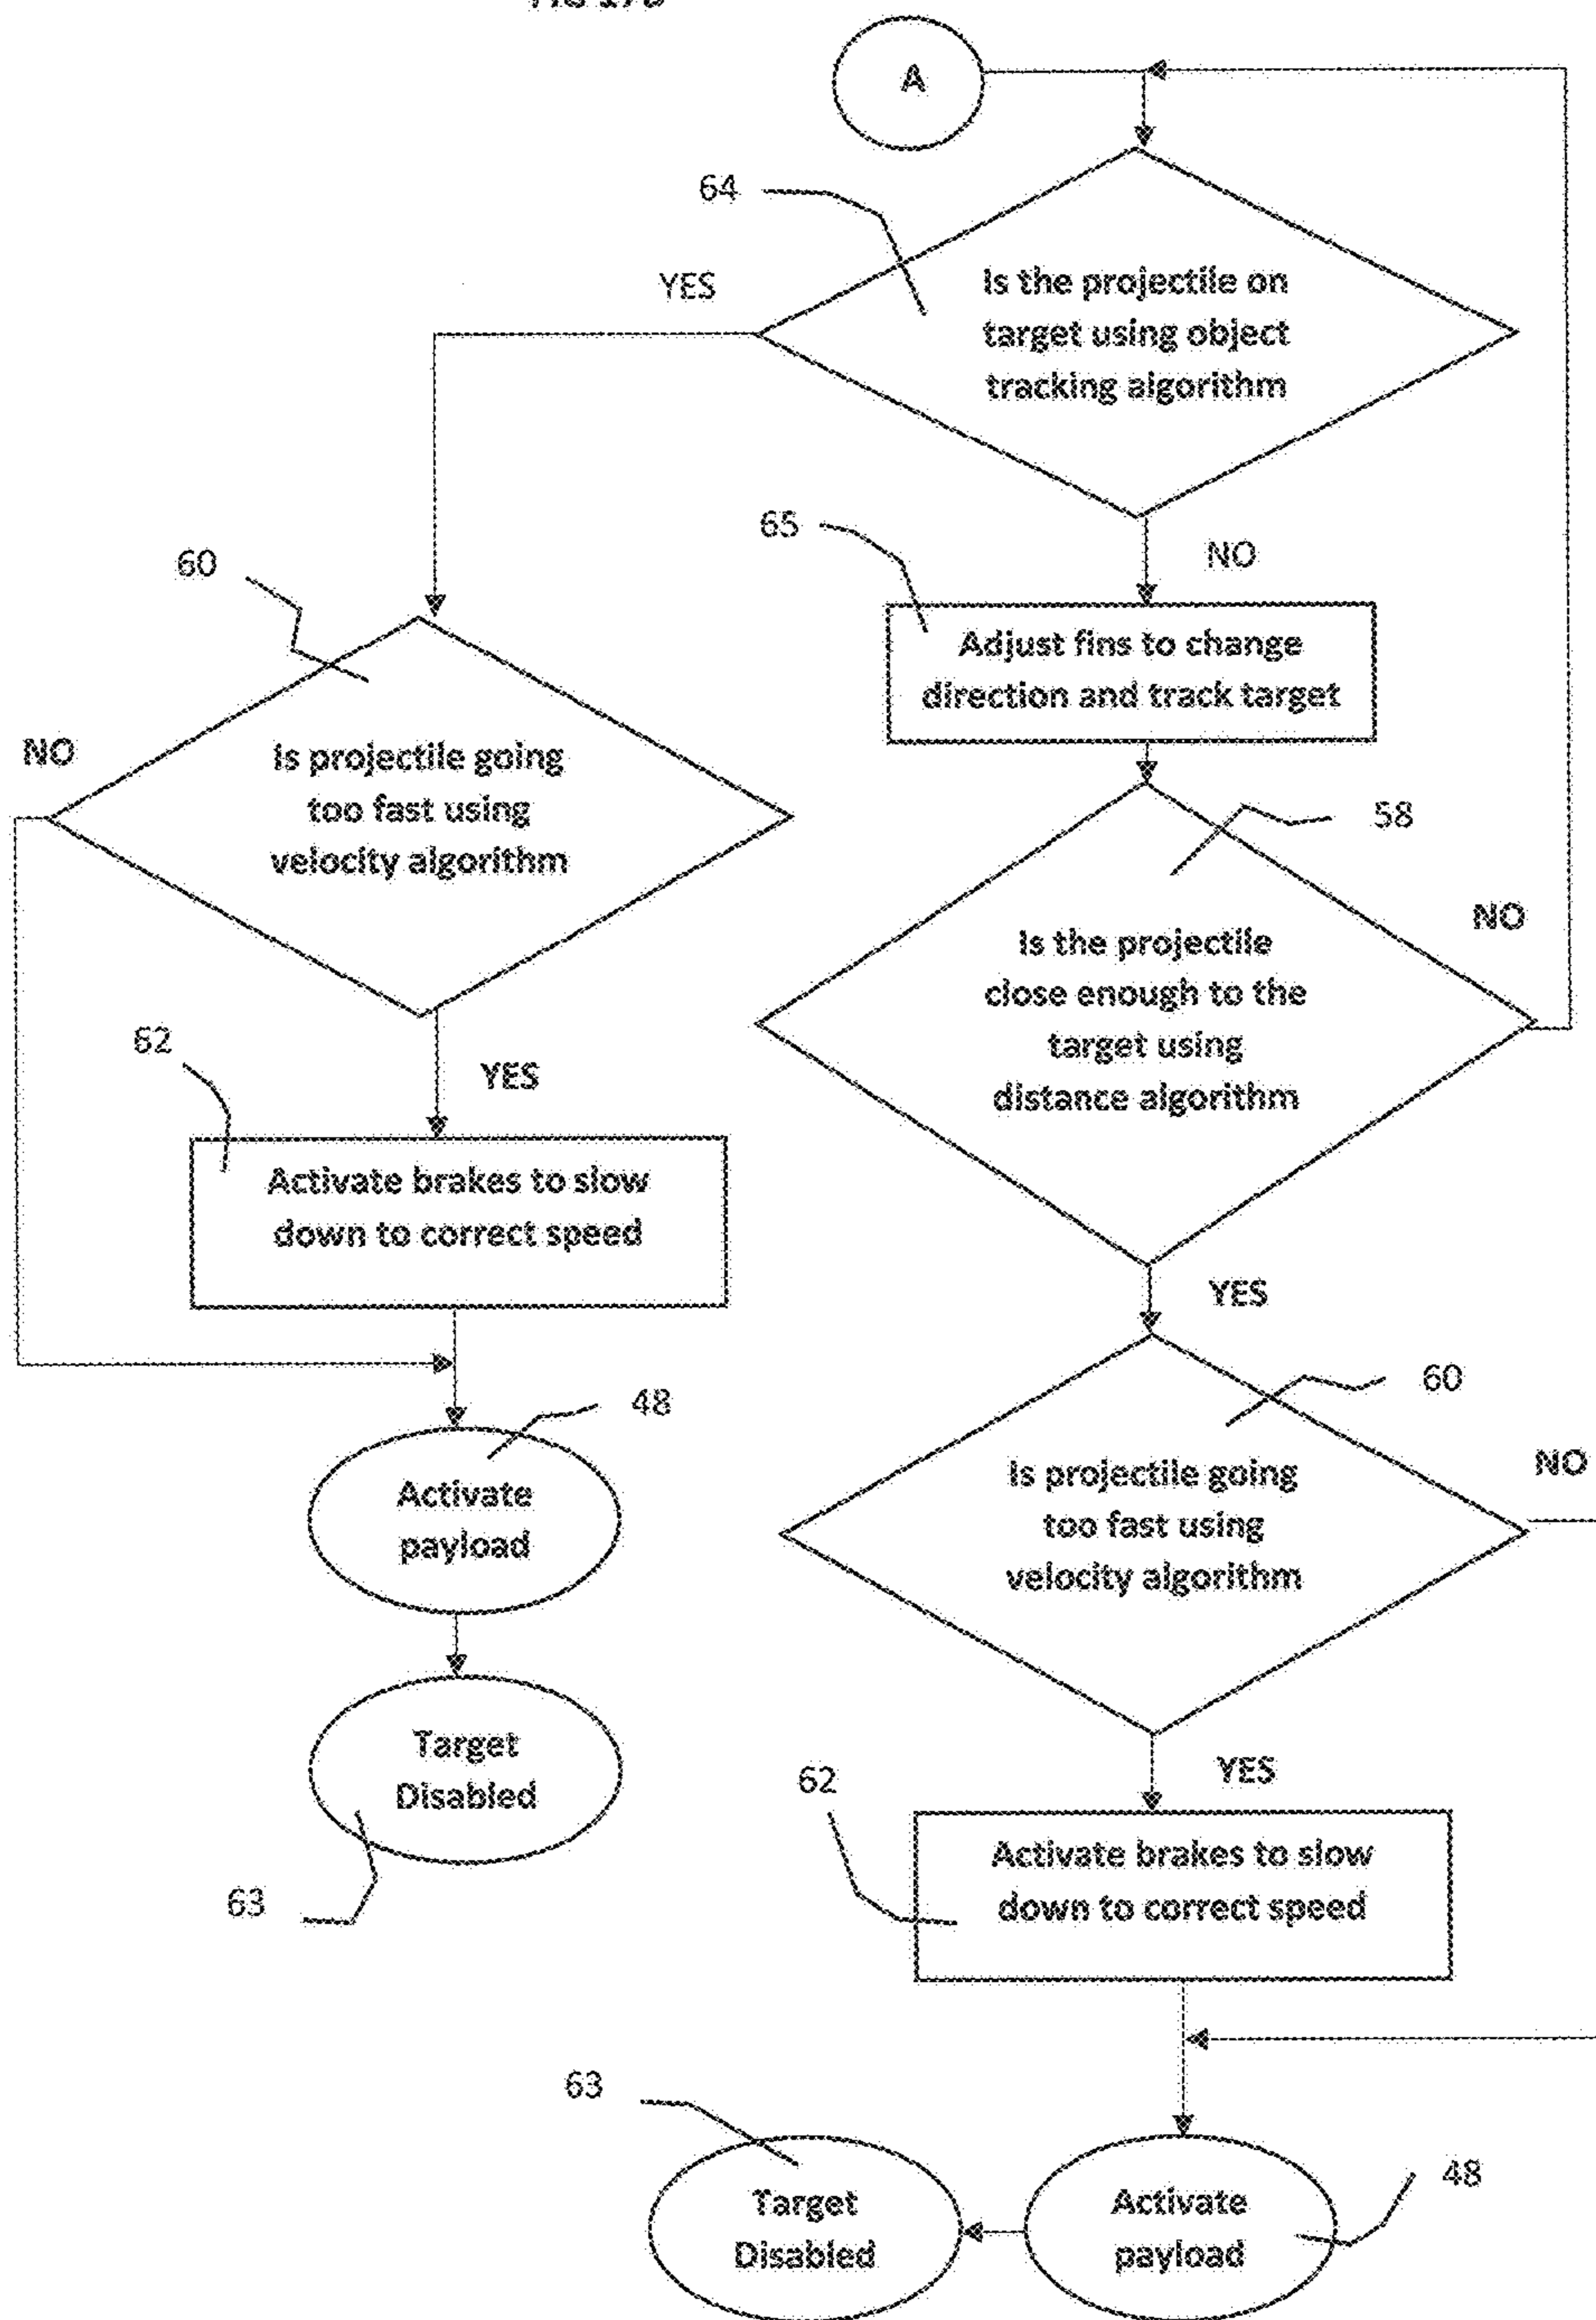 A
64
YES
Is the projectile on
target using object
tracking algorithm
65
NO
60
Adjust fins to change
direction and track target
NO
Is projectile going
too fast using
velocity algorithm
58
NO
Is the projectile
close enough to the
target using
distance algorithm
62
YES
Activate brakes to slow
down to correct speed
YES
48
60
Activate
payload
NO
Is projectile going
too fast using
velocity algorithm
Target
Disabled
63
62
YES
Activate brakes to slow
down to correct speed
63
48
Target
Disabled
Activate
payload